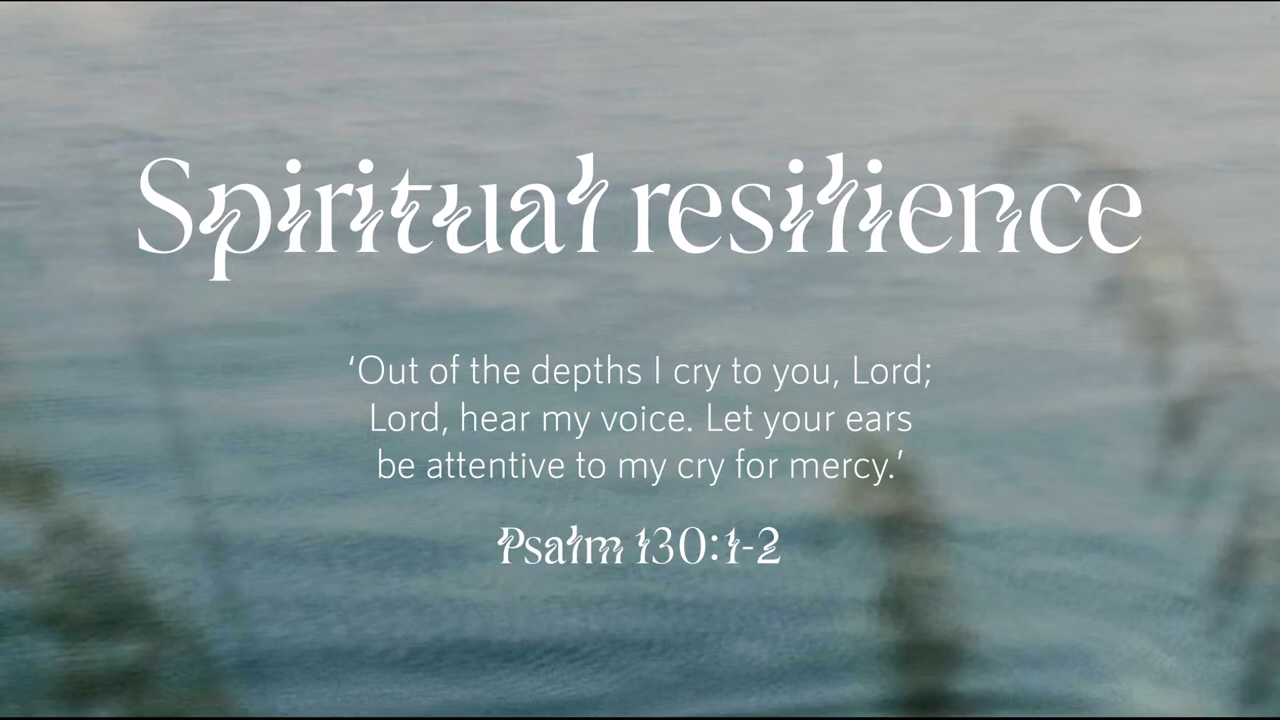 Spiritual resilience
‘Out of the depths I cry to you, Lord;
Lord, hear my voice. Let your ears
be attentive to my cry for mercy.’
Psalm 130:1-2